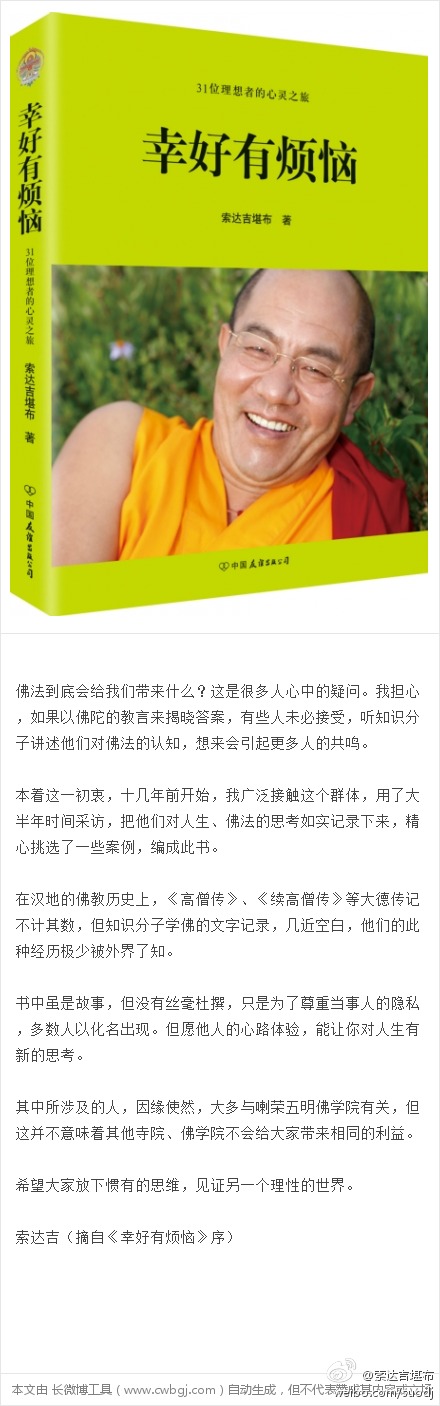 31位理想者的心灵之旅
幸好有烦恼
索达吉堪布 著
中国友谊出版公司
幸好有烦恼
31位理想者的心灵之旅
索达吉堪布 著
中国友谊出版公司
佛法到底会给我们带来什么？这是很多人心中的疑问。我担心
，如果以佛陀的教言来揭晓答案，有些人未必接受，听知识分
子讲述他们对佛法的认知，想来会引起更多人的共鸣。
本着这一初衷，十几年前开始，我广泛接触这个群体，用了大
半年时间采访，把他们对人生、佛法的思考如实记录下来，精
心挑选了一些案例，编成此书。
在汉地的佛教历史上，《高僧传》、《续高僧传》等大德传记
不计其数，但知识分子学佛的文字记录，几近空白，他们的此
种经历极少被外界了知。
书中虽是故事，但没有丝毫杜撰，只是为了尊重当事人的隐私
，多数人以化名出现。但愿他人的心路体验，能让你对人生有
新的思考。
其中所涉及的人，因缘使然，大多与喇荣五明佛学院有关，但
这并不意味着其他寺院、佛学院不会给大家带来相同的利益。
希望大家放下惯有的思维，见证另一个理性的世界。
索达吉（摘自《幸好有烦恼》序）
@索达吉堪布
weibo.com/suodj
本文由 长微博工具（www.cwbgj.com）自动生成，但不代表赞成其内容或立场